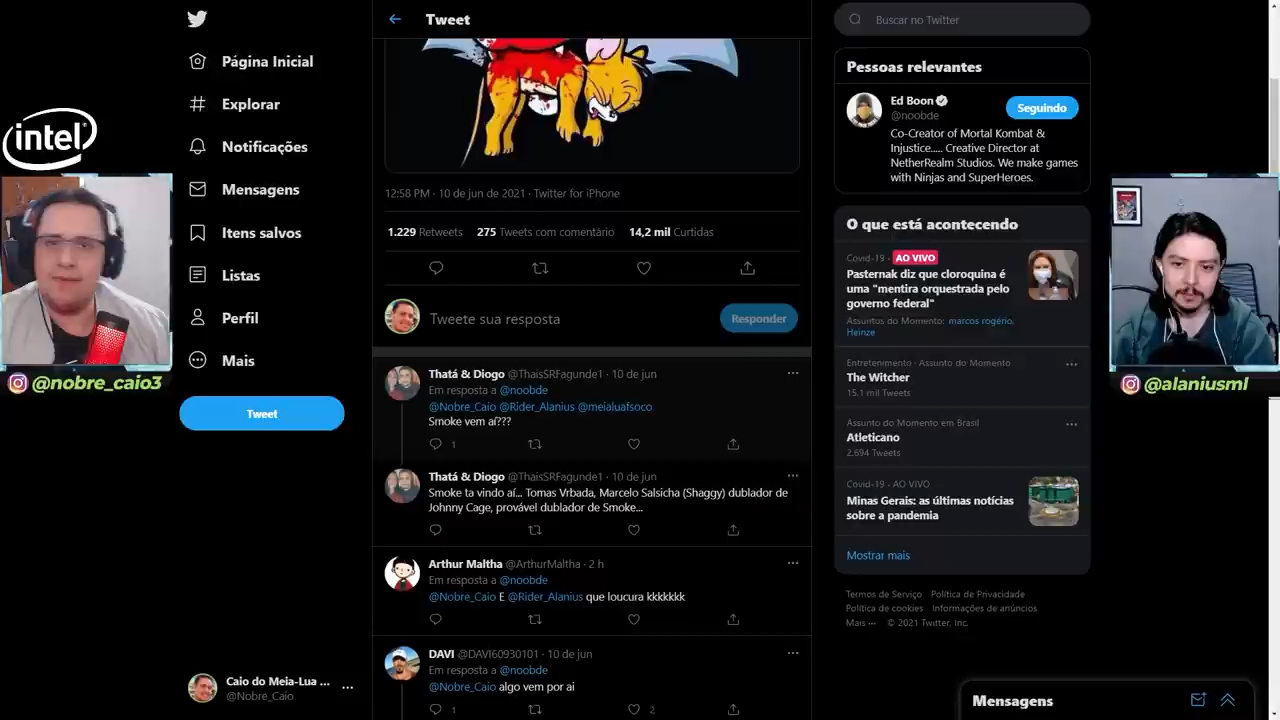 Tweet
Buscar no Twitter
Página Inicial
Explorar
Notificações
Mensagens
Itens salvos
Listas
Perfil
Mais
Tweet
Caio do Meia-Lua ...
@Nobre_Caio
intel
@nobre_caio3
12:58 PM · 10 de jun de 2021 · Twitter for iPhone
1.229 Retweets 275 Tweets com comentário 14,2 mil Curtidas
Tweete sua resposta
Responder
Thatá & Diogo @ThaisSRFagunde1 · 10 de jun
Em resposta a @noobde
@Nobre_Caio @Rider_Alanius @meialuafsoco
Smoke vem aí???
1
Thatá & Diogo @ThaisSRFagunde1 · 10 de jun
Smoke ta vindo aí... Tomas Vrbada, Marcelo Salsicha (Shaggy) dublador de
Johnny Cage, provável dublador de Smoke...
Arthur Maltha @ArthurMaltha · 2 h
Em resposta a @noobde
@Nobre_Caio E @Rider_Alanius que loucura kkkkkkk
DAVI @DAVI60930101 · 10 de jun
Em resposta a @noobde
@Nobre_Caio algo vem por ai
1 2
Pessoas relevantes
Ed Boon
@noobde
Seguindo
Co-Creator of Mortal Kombat &
Injustice..... Creative Director at
NetherRealm Studios. We make games
with Ninjas and SuperHeroes.
O que está acontecendo
Covid-19 · AO VIVO
Pasternak diz que cloroquina é
uma "mentira orquestrada pelo
governo federal"
Assuntos do Momento: marcos rogério,
Heinze
Entretenimento · Assunto do Momento
The Witcher
15,1 mil Tweets
Assunto do Momento em Brasil
Atleticano
2.694 Tweets
Covid-19 · AO VIVO
Minas Gerais: as últimas notícias
sobre a pandemia
Mostrar mais
Termos de Serviço Política de Privacidade
Política de cookies Informações de anúncios
Mais ··· © 2021 Twitter, Inc.
@alaniusml
Mensagens